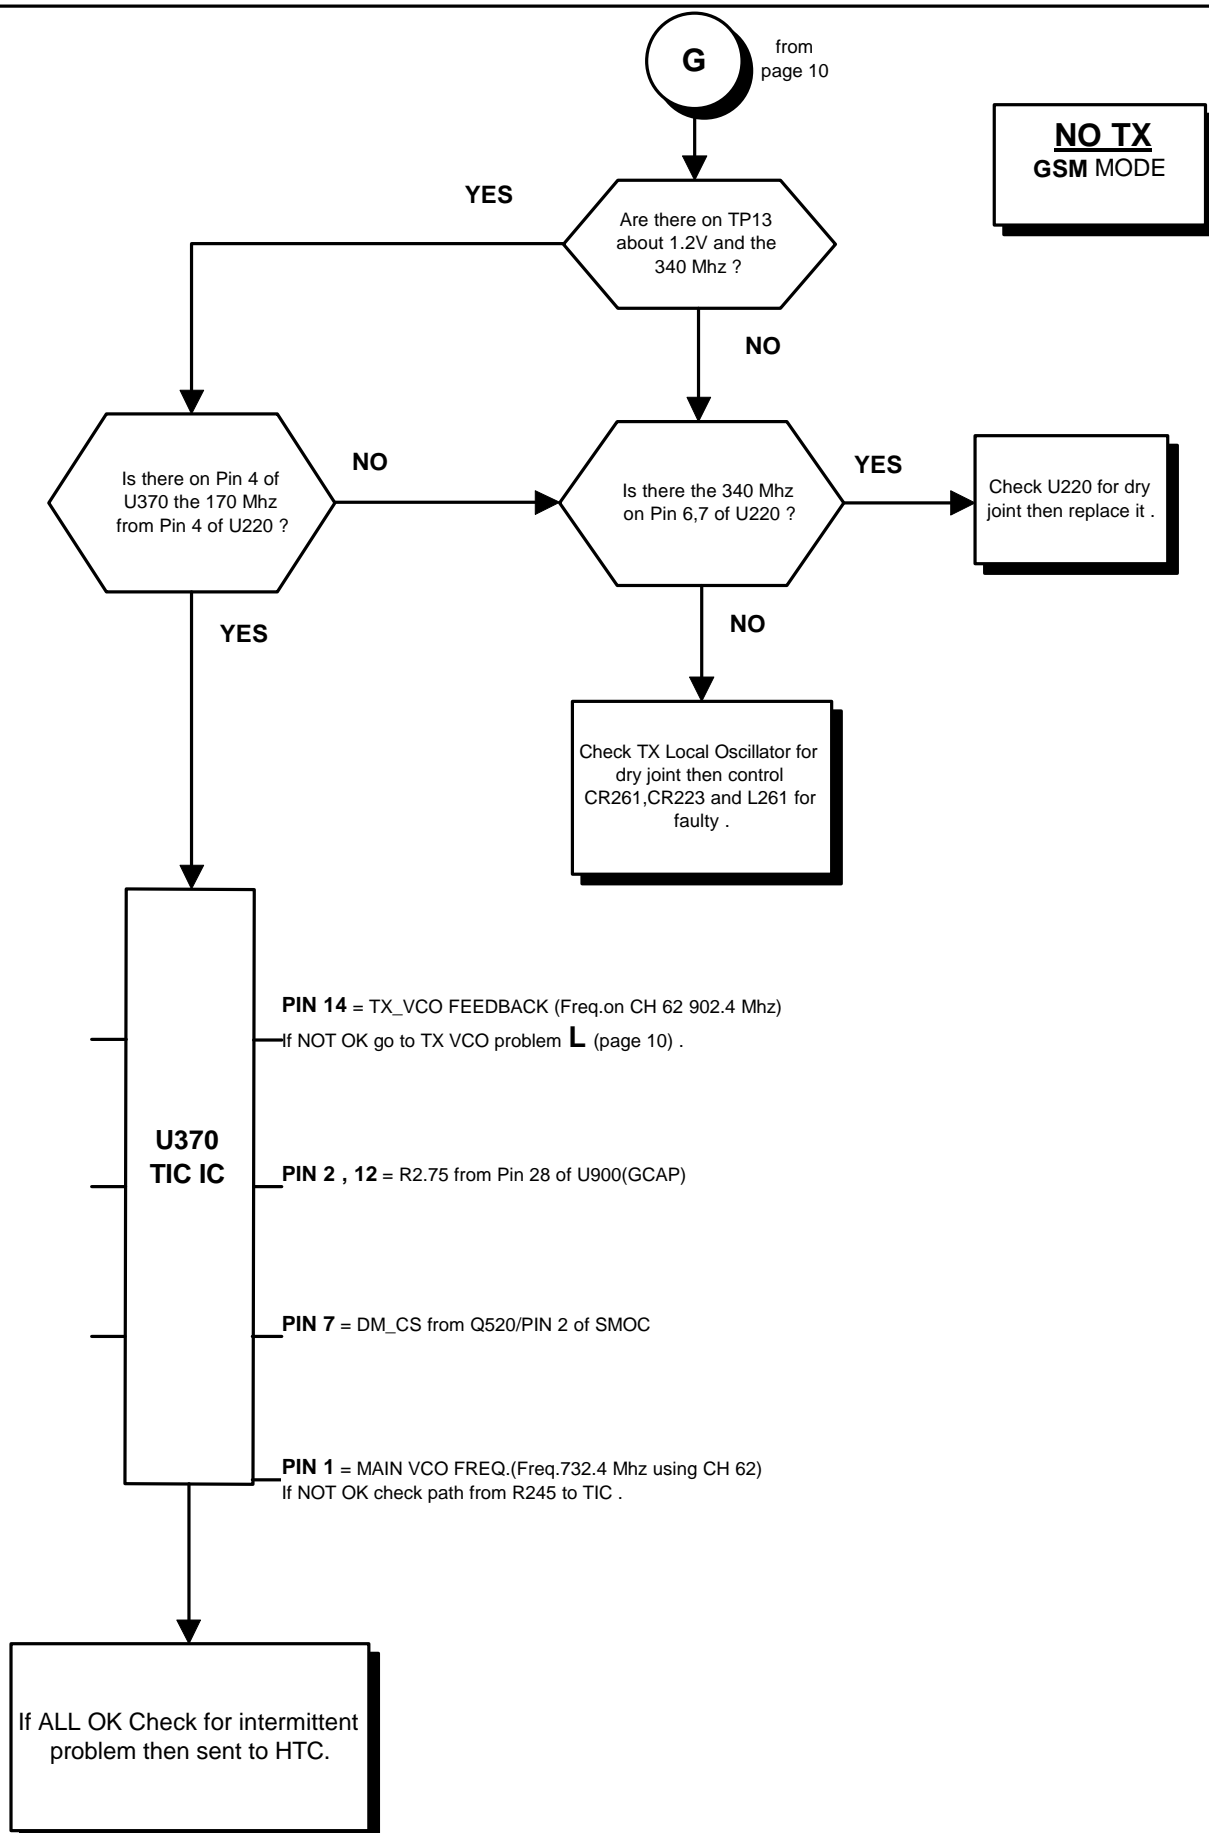 G
from
page 10
NO TX
GSM MODE
YES
Are there on TP13
about 1.2V and the
340 Mhz ?
NO
Is there on Pin 4 of
U370 the 170 Mhz
from Pin 4 of U220 ?
NO
Is there the 340 Mhz
on Pin 6,7 of U220 ?
YES
Check U220 for dry
joint then replace it .
YES
NO
Check TX Local Oscillator for
dry joint then control
CR261,CR223 and L261 for
faulty .
U370
TIC IC
PIN 14 = TX_VCO FEEDBACK (Freq.on CH 62 902.4 Mhz)
If NOT OK go to TX VCO problem L (page 10) .
PIN 2 , 12 = R2.75 from Pin 28 of U900(GCAP)
PIN 7 = DM_CS from Q520/PIN 2 of SMOC
PIN 1 = MAIN VCO FREQ.(Freq.732.4 Mhz using CH 62)
If NOT OK check path from R245 to TIC .
If ALL OK Check for intermittent
problem then sent to HTC.